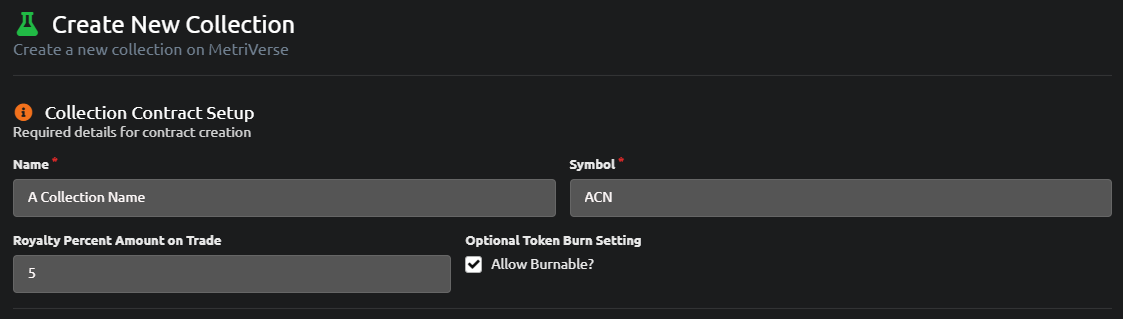 Create New Collection
Create a new collection on MetriVerse
Collection Contract Setup
Required details for contract creation
Name *
Symbol *
A Collection Name
ACN
Royalty Percent Amount on Trade
Optional Token Burn Setting
5
Allow Burnable?